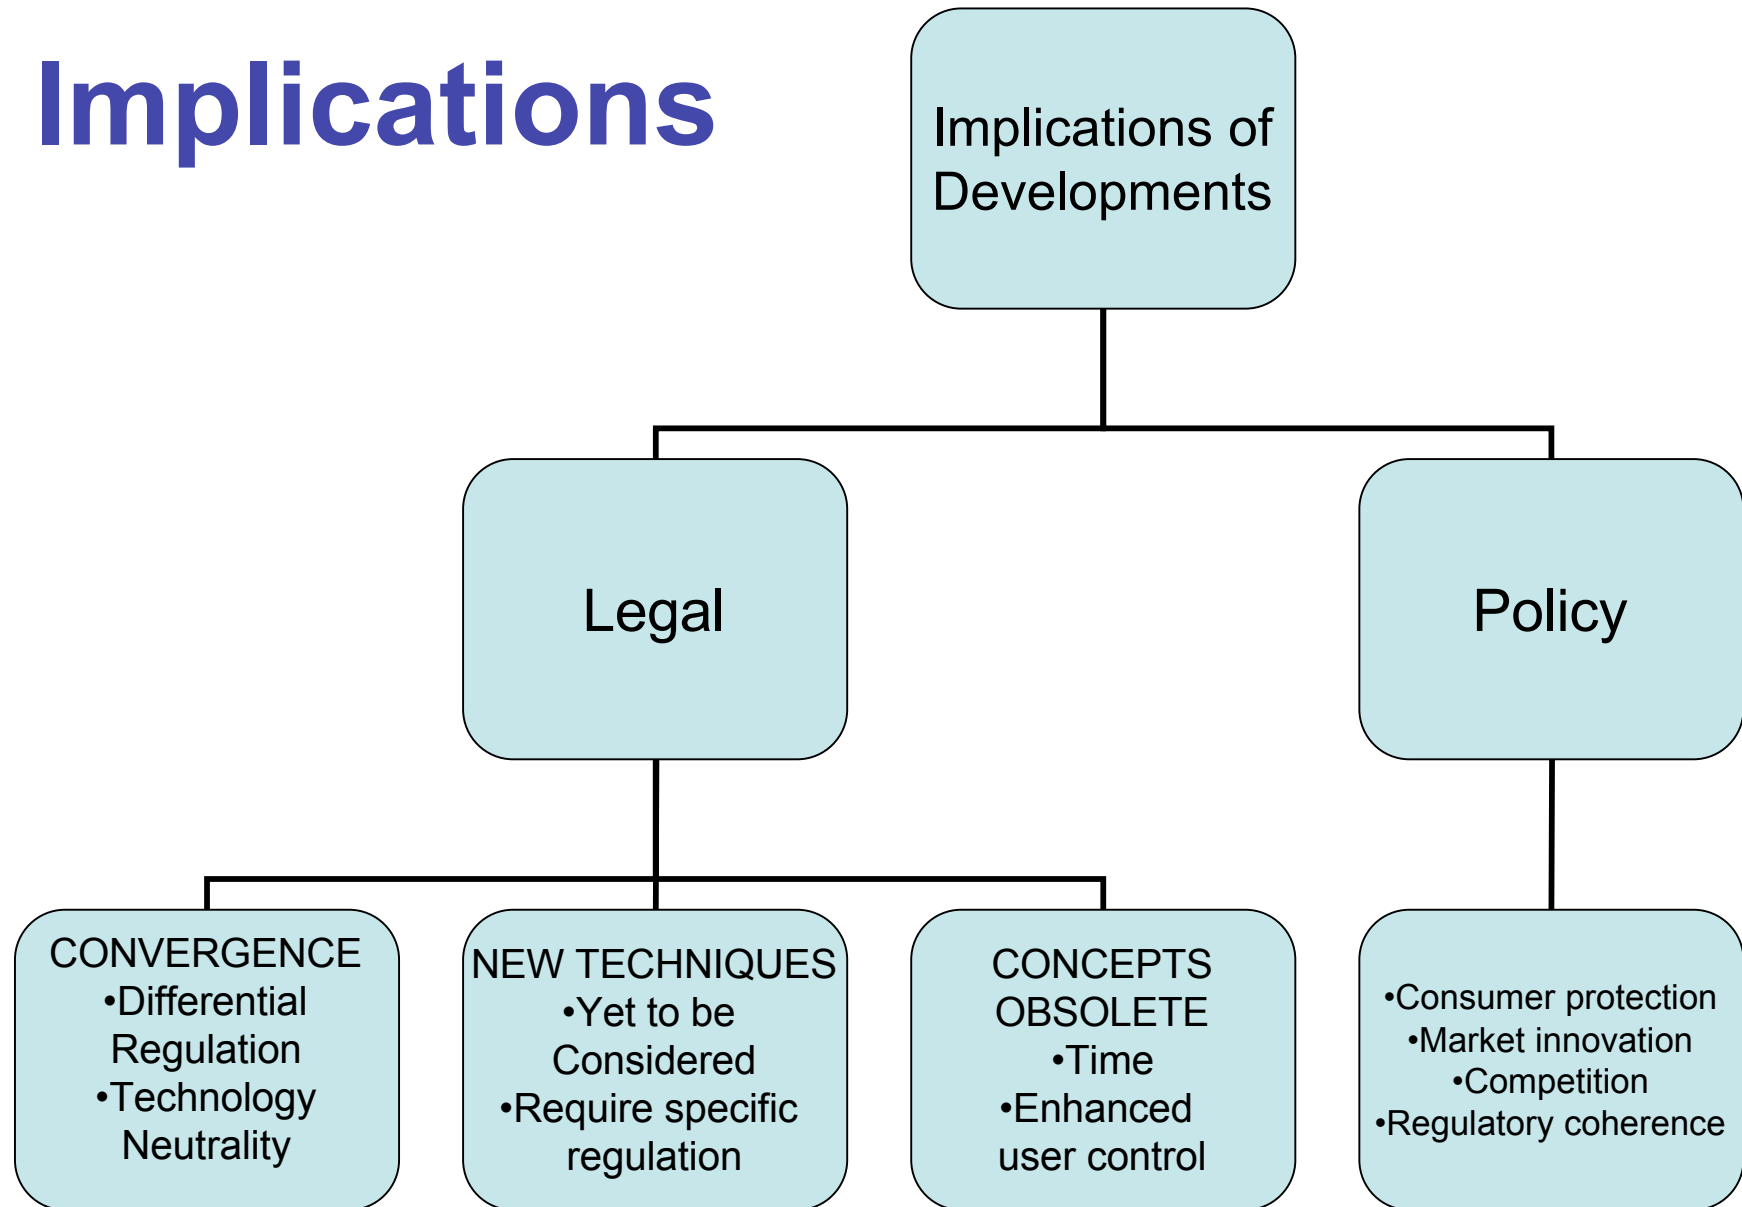 Implications
Implications of
Developments
Legal
Policy
CONVERGENCE
•Differential
Regulation
•Technology
Neutrality
NEW TECHNIQUES
•Yet to be
Considered
•Require specific
regulation
CONCEPTS
OBSOLETE
•Time
•Enhanced
user control
•Consumer protection
•Market innovation
•Competition
•Regulatory coherence